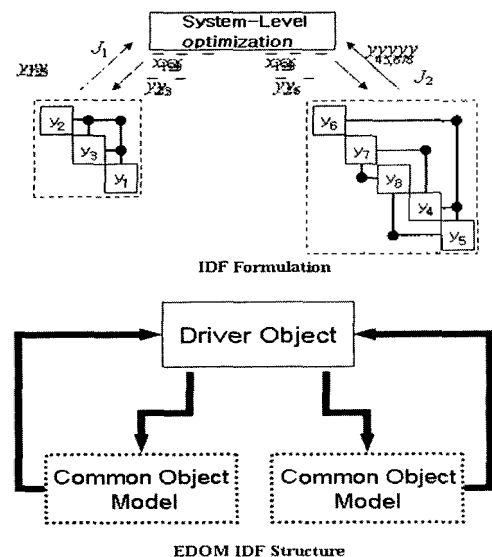 System-Level
optimization
J₁
J₂
y₂
y₃
y₁
y₆
y₇
y₈
y₄
y₅
IDF Formulation
Driver Object
Common Object
Model
Common Object
Model
EDOM IDF Structure